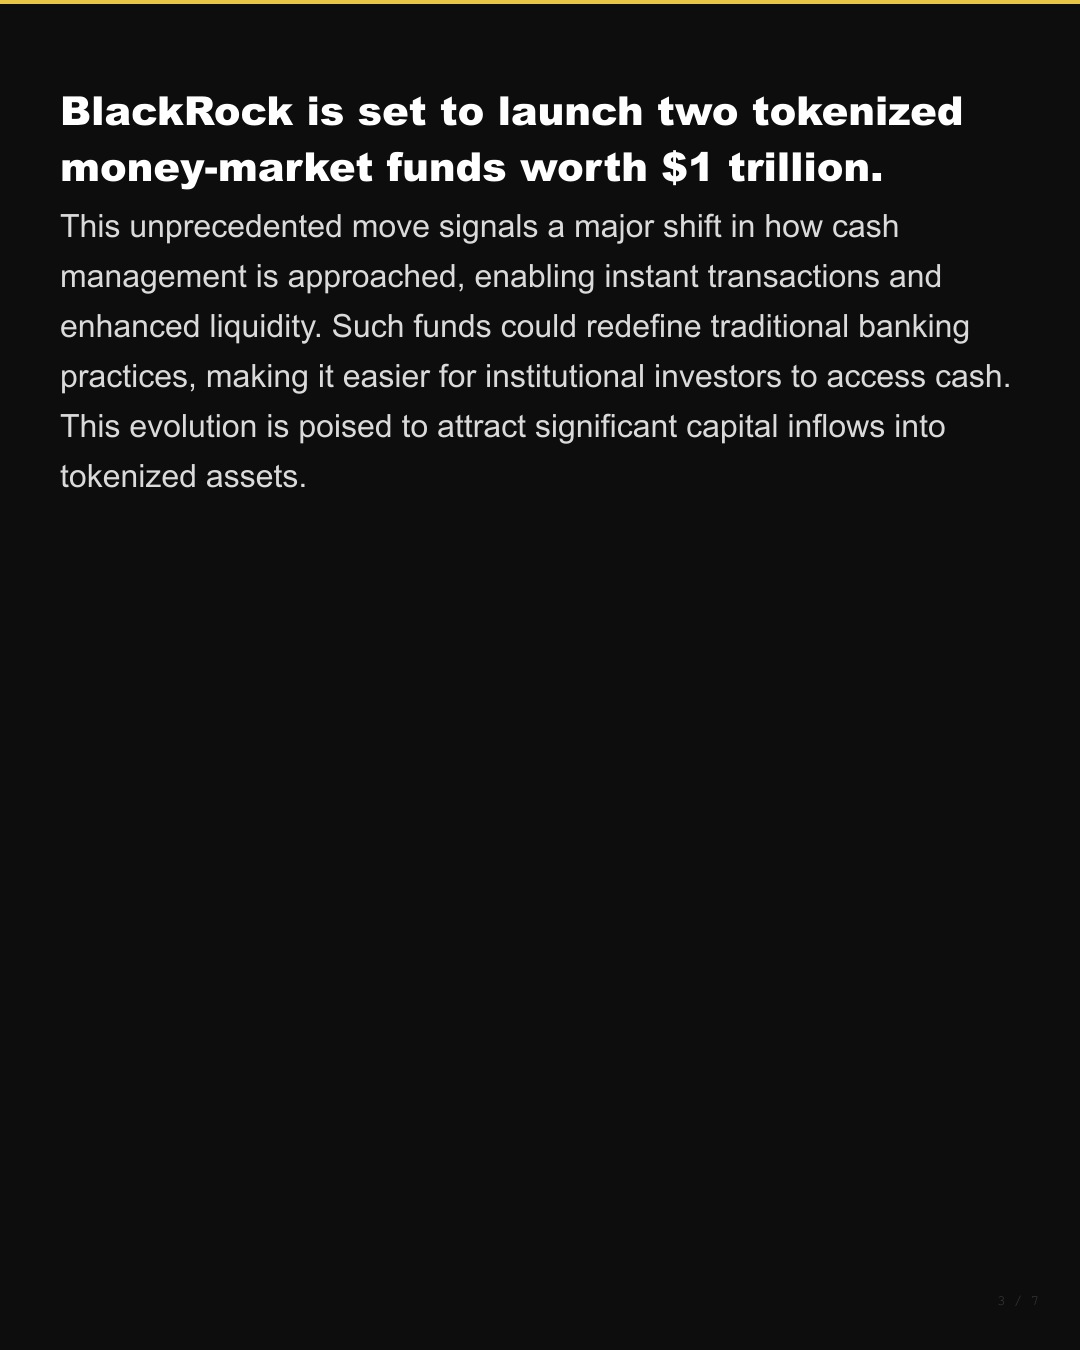 BlackRock is set to launch two tokenized
money-market funds worth $1 trillion.
This unprecedented move signals a major shift in how cash
management is approached, enabling instant transactions and
enhanced liquidity. Such funds could redefine traditional banking
practices, making it easier for institutional investors to access cash.
This evolution is poised to attract significant capital inflows into
tokenized assets.
3 / 7